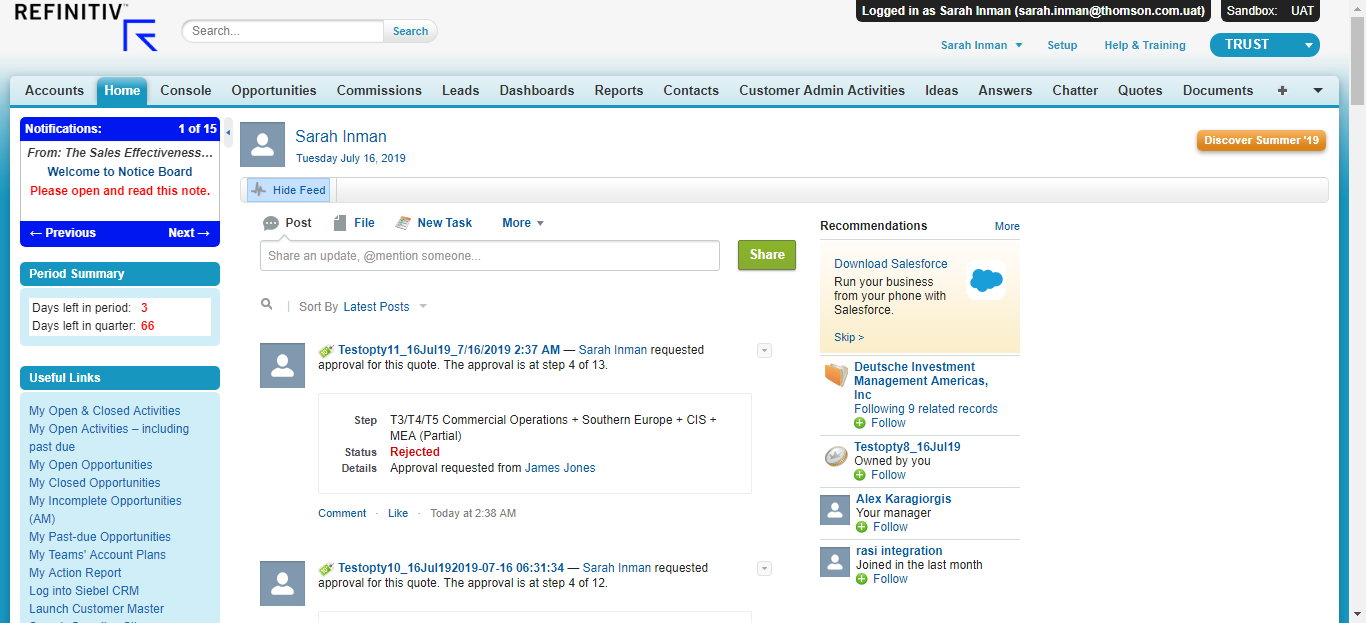 REFINITIV
Search...
Search
Logged in as Sarah Inman (sarah.inman@thomson.com.uat)
Sandbox: UAT
Sarah Inman
Setup
Help & Training
TRUST
Accounts Home Console Opportunities Commissions Leads Dashboards Reports Contacts Customer Admin Activities Ideas Answers Chatter Quotes Documents +
Notifications: 1 of 15
From: The Sales Effectiveness...
Welcome to Notice Board
Please open and read this note.
← Previous Next →
Period Summary
Days left in period: 3
Days left in quarter: 66
Useful Links
My Open & Closed Activities
My Open Activities – including
past due
My Open Opportunities
My Closed Opportunities
My Incomplete Opportunities
(AM)
My Past-due Opportunities
My Teams' Account Plans
My Action Report
Log into Siebel CRM
Launch Customer Master
Sarah Inman
Tuesday July 16, 2019
Discover Summer '19
Hide Feed
Post File New Task More
Share an update, @mention someone...
Share
Sort By Latest Posts
Testopty11_16Jul19_7/16/2019 2:37 AM — Sarah Inman requested
approval for this quote. The approval is at step 4 of 13.
Step T3/T4/T5 Commercial Operations + Southern Europe + CIS +
MEA (Partial)
Status Rejected
Details Approval requested from James Jones
Comment · Like · Today at 2:38 AM
Testopty10_16Jul192019-07-16 06:31:34 — Sarah Inman requested
approval for this quote. The approval is at step 4 of 12.
Recommendations More
Download Salesforce
Run your business
from your phone with
Salesforce.
Skip >
Deutsche Investment
Management Americas,
Inc
Following 9 related records
Follow
Testopty8_16Jul19
Owned by you
Follow
Alex Karagiorgis
Your manager
Follow
rasi integration
Joined in the last month
Follow